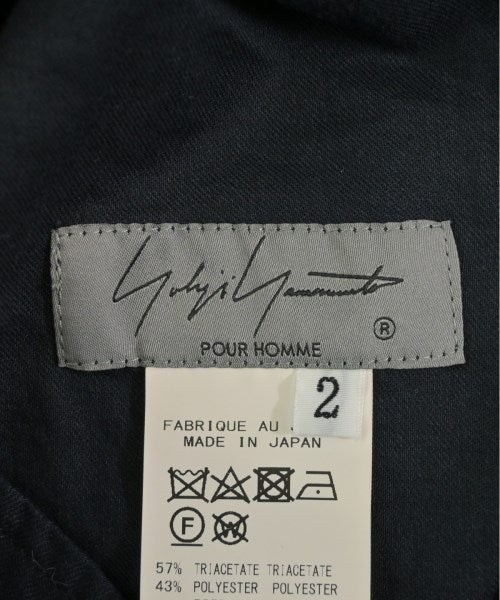 Yohji Yamamoto
®
POUR HOMME
2
FABRIQUE AU
MADE IN JAPAN
F W
57% TRIACETATE TRIACETATE
43% POLYESTER POLYESTER